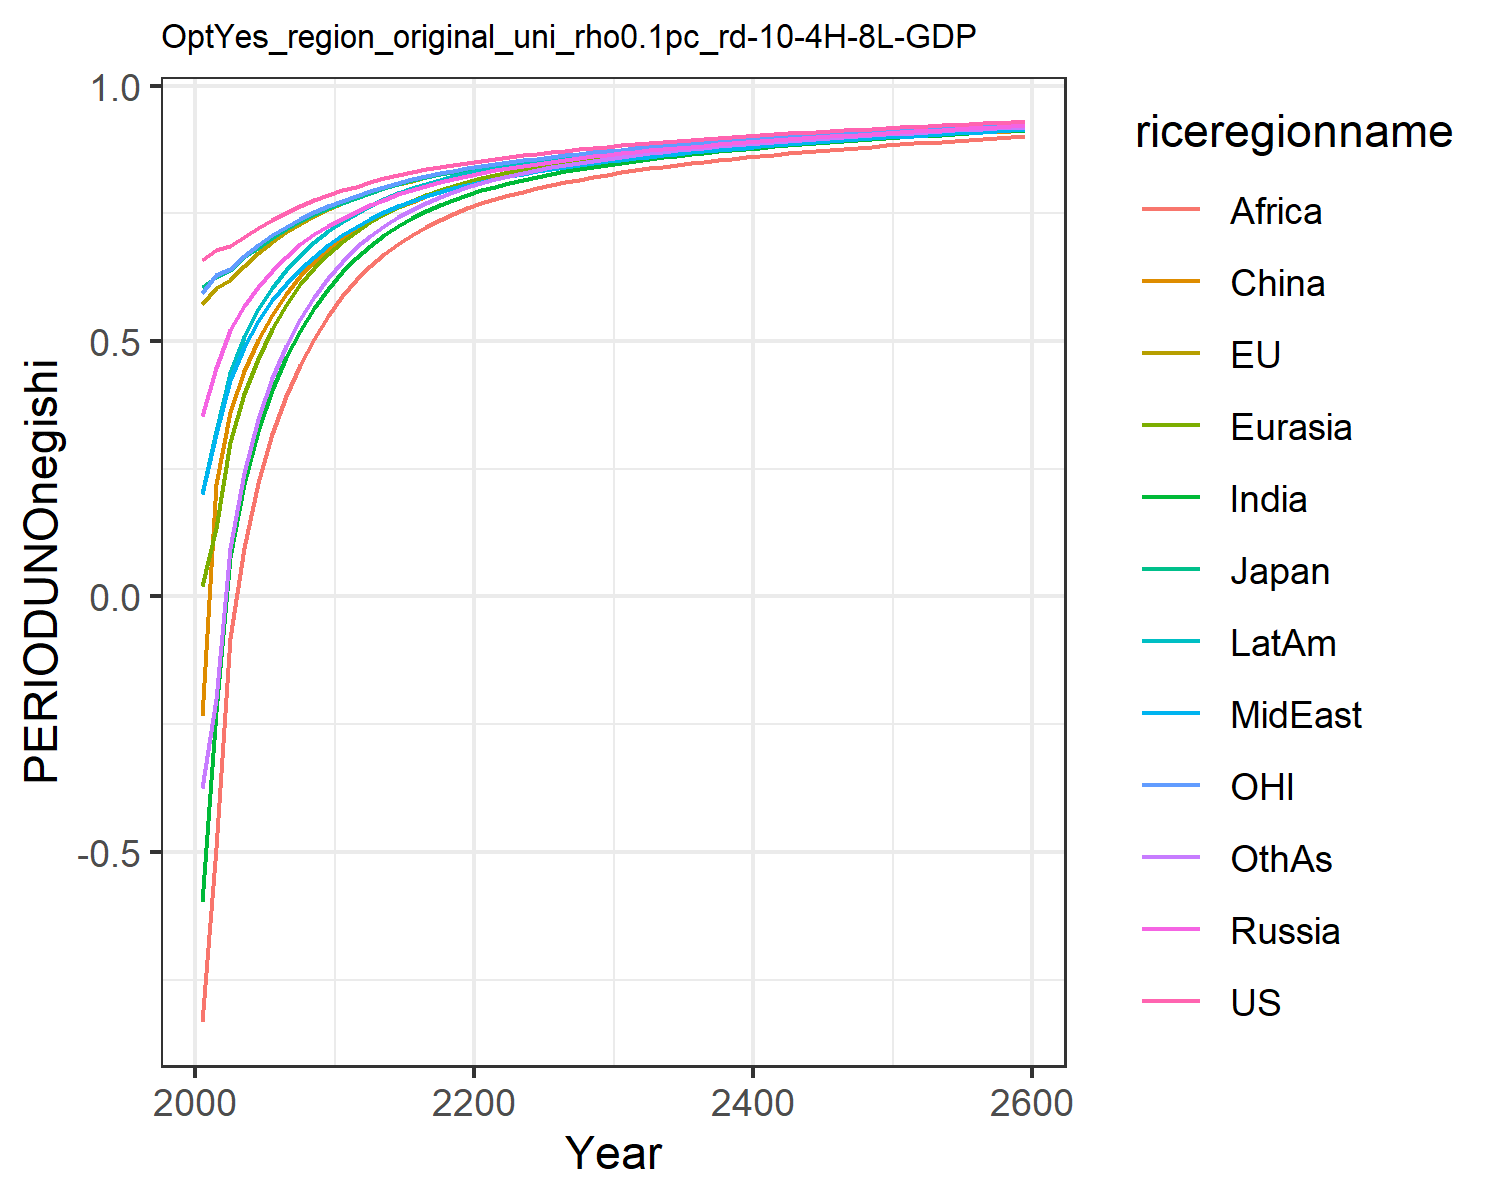 OptYes_region_original_uni_rho0.1pc_rd-10-4H-8L-GDP
PERIODUNOnegishi
1.0
0.5
0.0
-0.5
2000
2200
2400
2600
Year
riceregionname
Africa
China
EU
Eurasia
India
Japan
LatAm
MidEast
OHI
OthAs
Russia
US